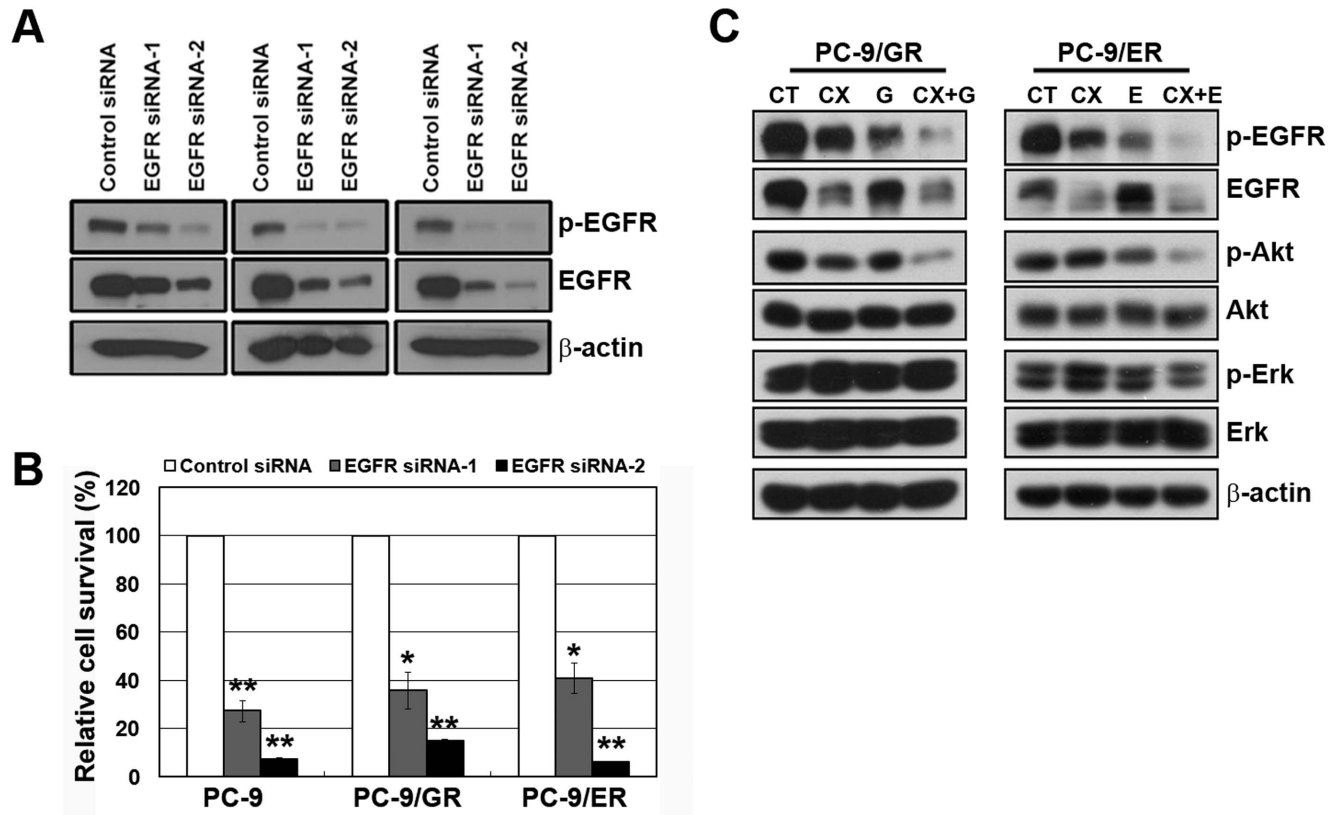 A
Control siRNA
EGFR siRNA-1
EGFR siRNA-2
Control siRNA
EGFR siRNA-1
EGFR siRNA-2
Control siRNA
EGFR siRNA-1
EGFR siRNA-2
p-EGFR
EGFR
β-actin
B
Control siRNA EGFR siRNA-1 EGFR siRNA-2
Relative cell survival (%)
120
100
80
60
40
20
0
** ** * ** * **
PC-9 PC-9/GR PC-9/ER
C
PC-9/GR PC-9/ER
CT CX G CX+G CT CX E CX+E
p-EGFR
EGFR
p-Akt
Akt
p-Erk
Erk
β-actin